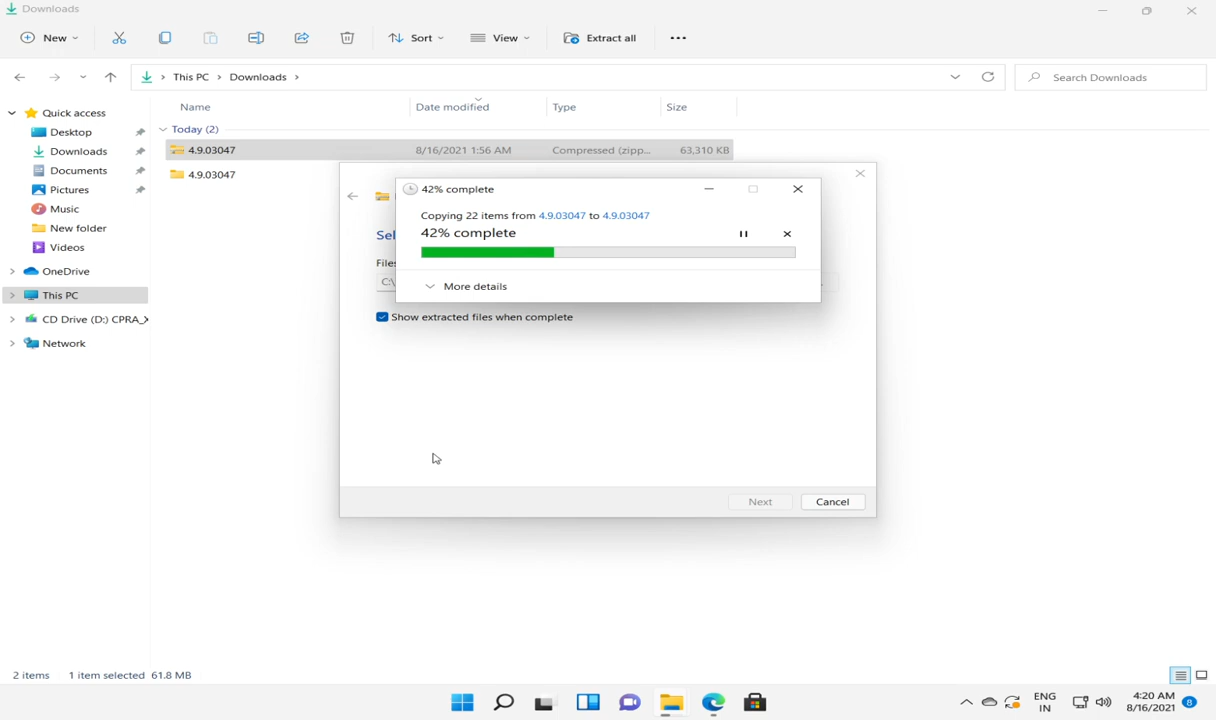 Downloads
New
Sort
View
Extract all
This PC > Downloads >
Search Downloads
Name
Date modified
Type
Size
Quick access
Desktop
Downloads
Documents
Pictures
Music
New folder
Videos
OneDrive
This PC
CD Drive (D:) CPRA_X
Network
Today (2)
4.9.03047 8/16/2021 1:56 AM Compressed (zipp... 63,310 KB
4.9.03047
42% complete
Copying 22 items from 4.9.03047 to 4.9.03047
42% complete
More details
Sel
Files
C:\
Show extracted files when complete
Next
Cancel
2 items
1 item selected 61.8 MB
ENG
IN
4:20 AM
8/16/2021
8